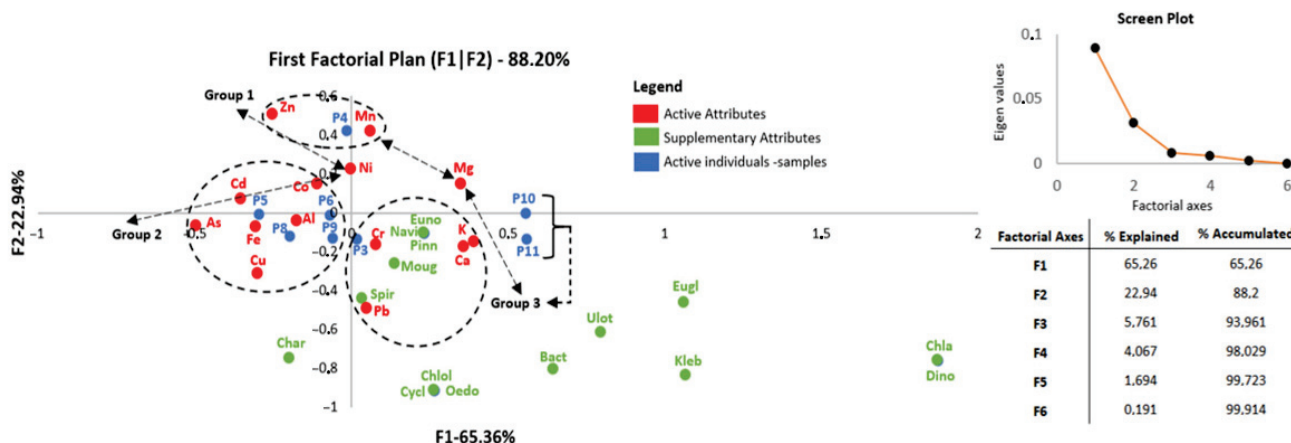 First Factorial Plan (F1|F2) - 88.20%
Group 1
Zn
0.6
P4
Mn
0.4
Ni
0.2
Mg
Cd
Co
P5
P6
0
-1
As
-0.5
Al
P8
P9
P3
Fe
Cu
Group 2
-0.2
-0.4
-0.6
-0.8
-1
Cr
Euno
Navi
Pinn
Moug
K
Ca
0.5
1
1.5
2
P10
P11
Spir
Pb
Group 3
Char
Chlol
Cycl
Oedo
Bact
Ulot
Eugl
Kleb
Chla
Dino
F2-22.94%
F1-65.36%
Legend
Active Attributes
Supplementary Attributes
Active individuals -samples
Screen Plot
Eigen values
0.1
0.05
0
0 2 4 6
Factorial axes
Factorial Axes % Explained % Accumulated
F1 65,26 65,26
F2 22.94 88,2
F3 5.761 93,961
F4 4.067 98.029
F5 1.694 99,723
F6 0.191 99,914